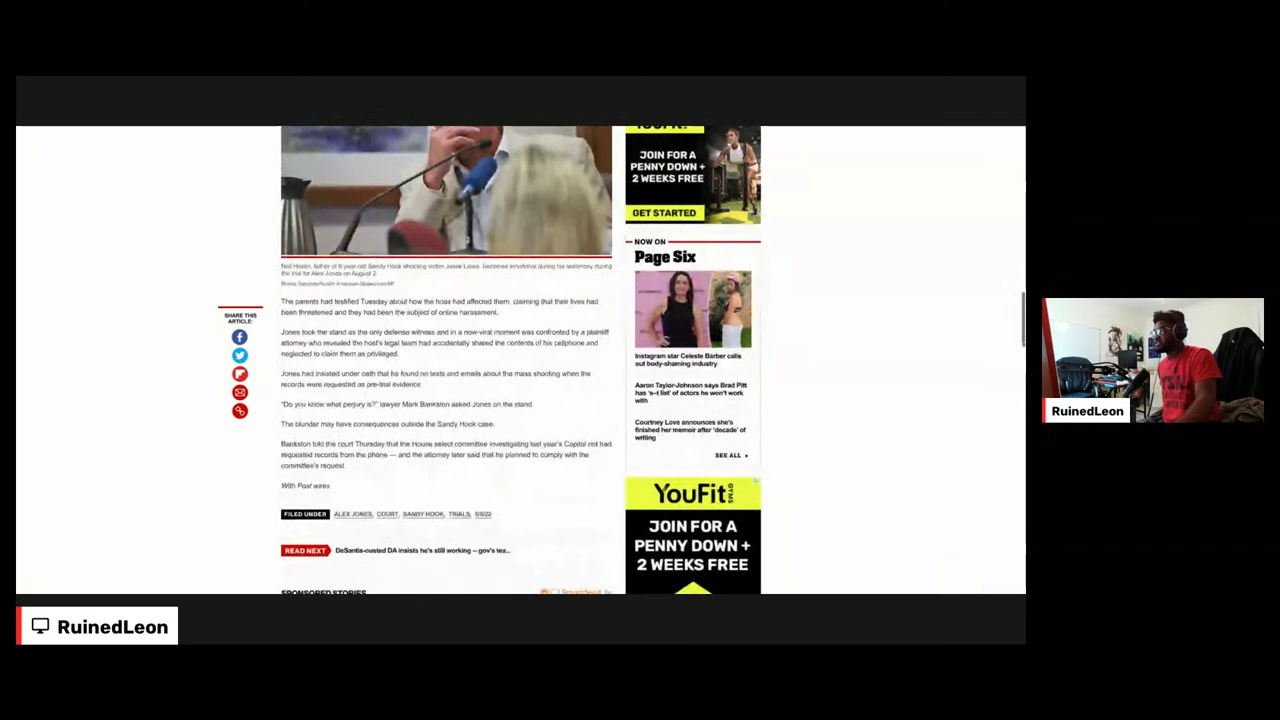 YOUFIT
JOIN FOR A
PENNY DOWN +
2 WEEKS FREE
GET STARTED
Neil Heslin, father of 6-year-old Sandy Hook shooting victim Jesse Lewis, becomes emotional during his testimony during
the trial for Alex Jones on August 2.
SHARE THIS
ARTICLE:
The parents had testified Tuesday about how the hoax had affected them, claiming that their lives had
been threatened and they had been the subject of online harassment.
Jones took the stand as the only defense witness and in a now-viral moment was confronted by a plaintiff
attorney who revealed the host's legal team had accidentally shared the contents of his cellphone and
neglected to claim them as privileged.
Jones had insisted under oath that he found no texts and emails about the mass shooting when the
records were requested as pre-trial evidence.
"Do you know what perjury is?" lawyer Mark Bankston asked Jones on the stand.
The blunder may have consequences outside the Sandy Hook case.
Bankston told the court Thursday that the House select committee investigating last year's Capitol riot had
requested records from the phone — and the attorney later said that he planned to comply with the
committee's request.
With Post wires
FILED UNDER ALEX JONES, COURT, SANDY HOOK, TRIALS, 8/5/22
READ NEXT DeSantis-ousted DA insists he's still working – gov's tea...
SPONSORED STORIES
NOW ON
Page Six
Instagram star Celeste Barber calls
out body-shaming industry
Aaron Taylor-Johnson says Brad Pitt
has 's–t list' of actors he won't work
with
Courtney Love announces she's
finished her memoir after 'decade' of
writing
SEE ALL
YouFit GYMS
JOIN FOR A
PENNY DOWN +
2 WEEKS FREE
RuinedLeon
RuinedLeon